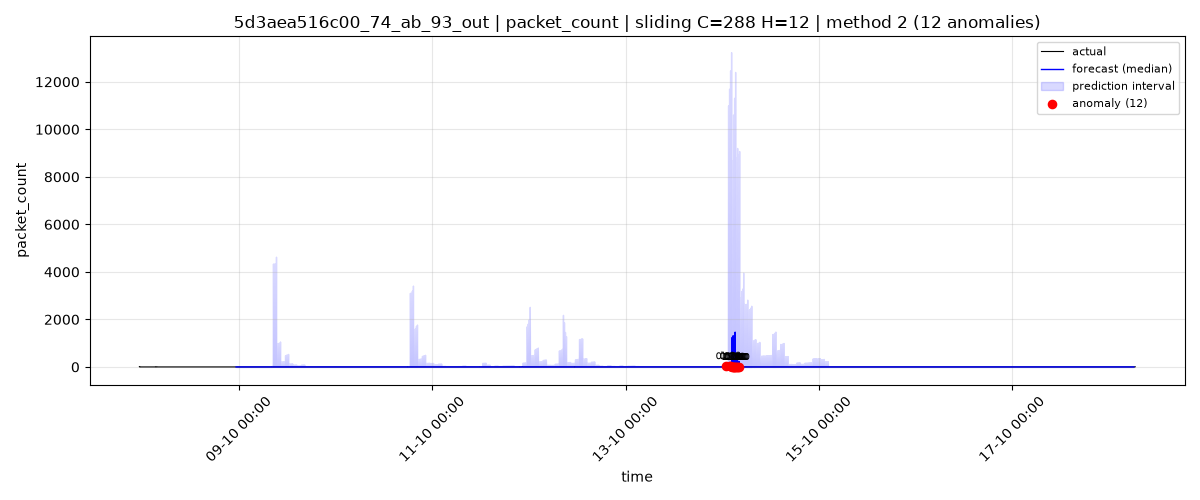 5d3aea516c00_74_ab_93_out | packet_count | sliding C=288 H=12 | method 2 (12 anomalies)
actual
forecast (median)
prediction interval
anomaly (12)
packet_count
12000
10000
8000
6000
4000
2000
0
09-10 00:00
11-10 00:00
13-10 00:00
15-10 00:00
17-10 00:00
time